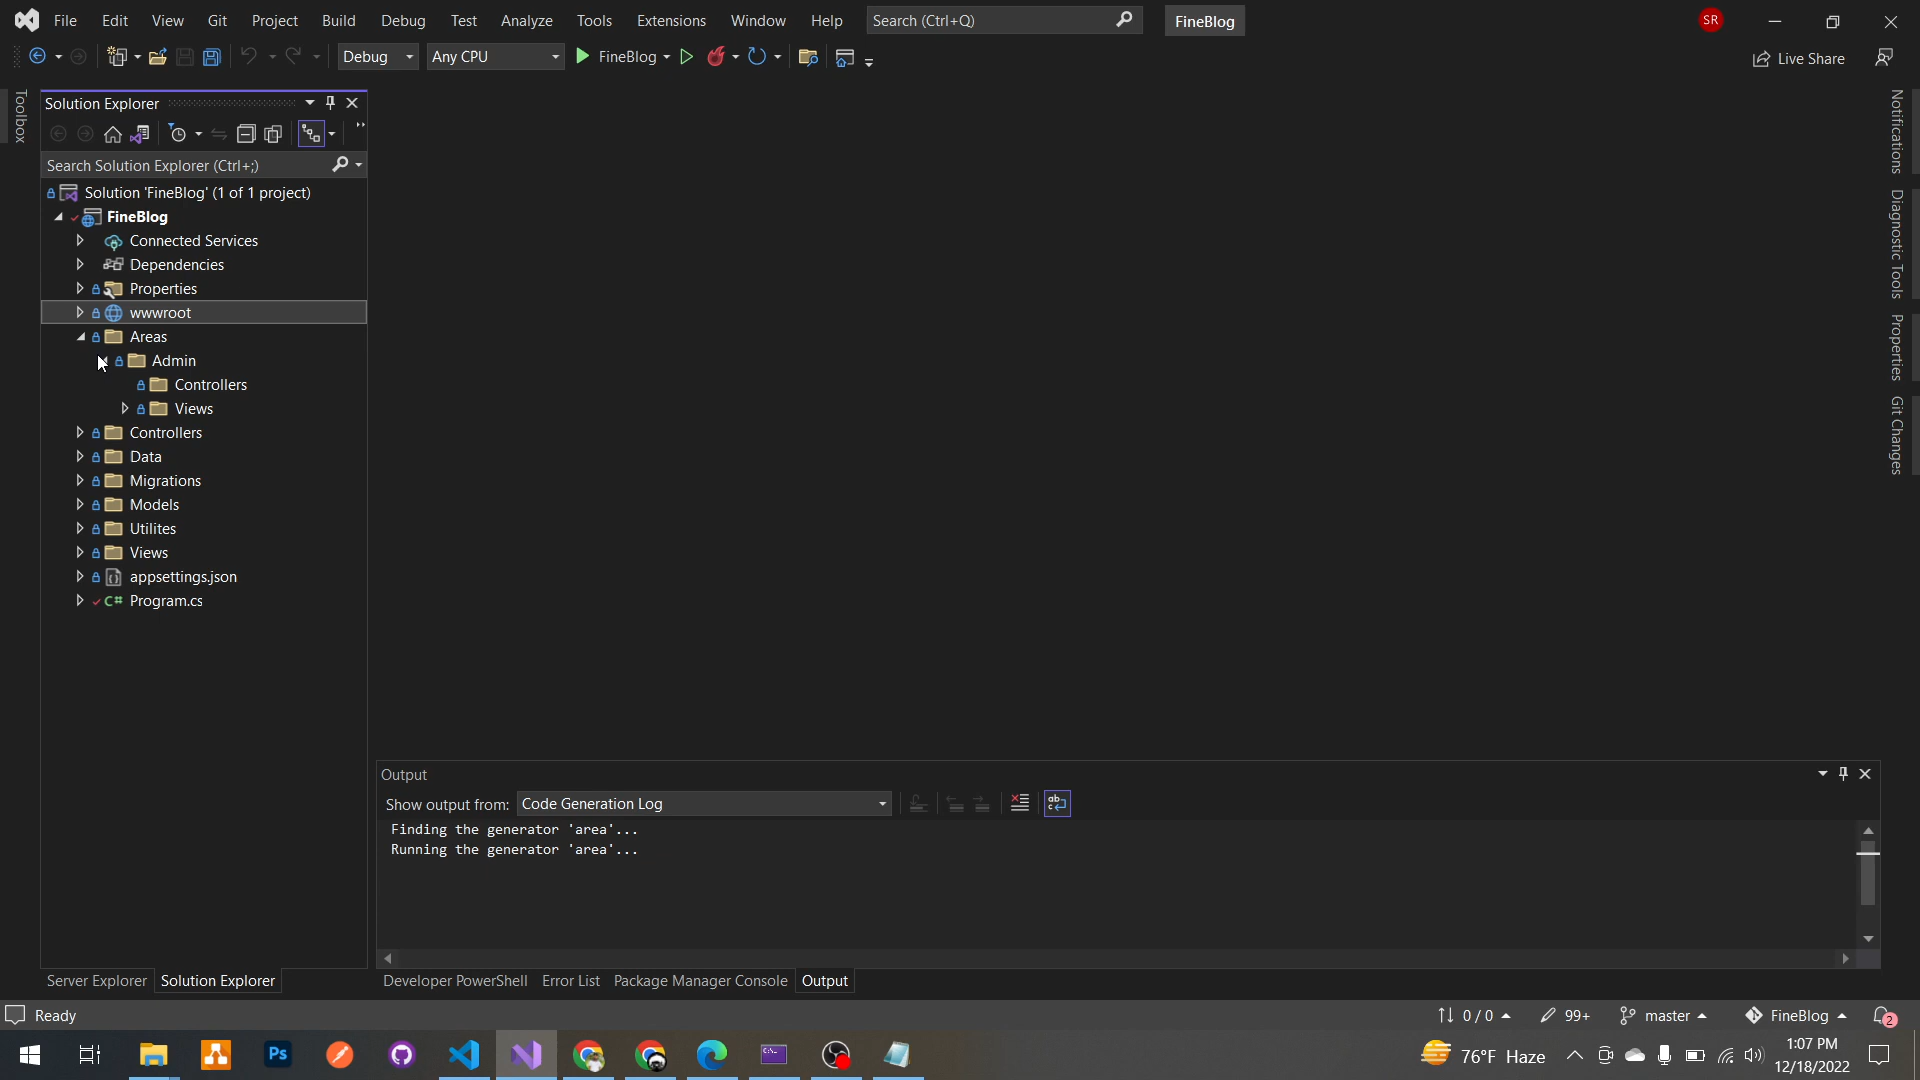 File Edit View Git Project Build Debug Test Analyze Tools Extensions Window Help Search (Ctrl+Q) FineBlog SR
Debug Any CPU FineBlog Live Share
Toolbox
Solution Explorer
Search Solution Explorer (Ctrl+;)
Solution 'FineBlog' (1 of 1 project)
FineBlog
Connected Services
Dependencies
Properties
wwwroot
Areas
Admin
Controllers
Views
Controllers
Data
Migrations
Models
Utilites
Views
appsettings.json
C# Program.cs
Notifications
Diagnostic Tools
Properties
Git Changes
Output
Show output from: Code Generation Log
Finding the generator 'area'...
Running the generator 'area'...
Server Explorer Solution Explorer
Developer PowerShell Error List Package Manager Console Output
Ready 0 / 0 99+ master FineBlog 2
Ps 76°F Haze 1:07 PM
12/18/2022